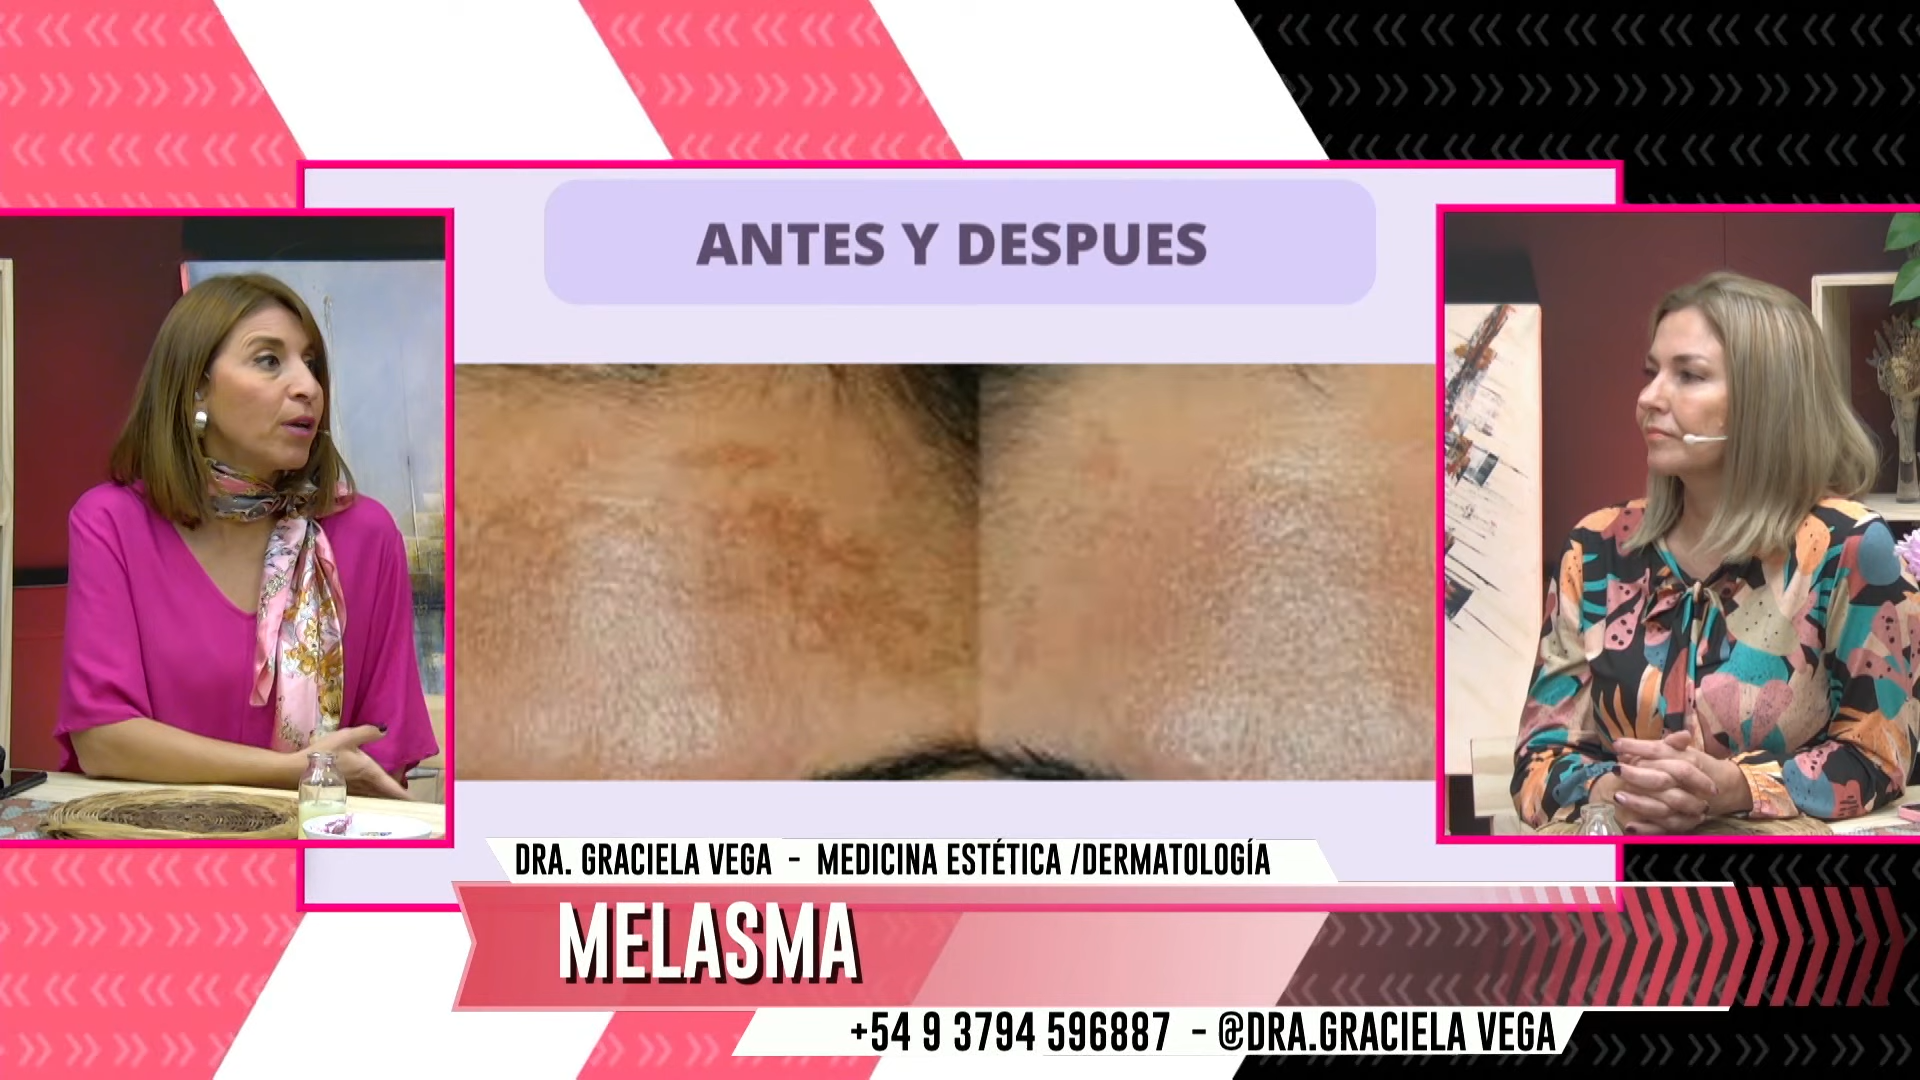 ANTES Y DESPUES
DRA. GRACIELA VEGA - MEDICINA ESTÉTICA /DERMATOLOGÍA
MELASMA
+54 9 3794 596887 - @DRA.GRACIELA VEGA